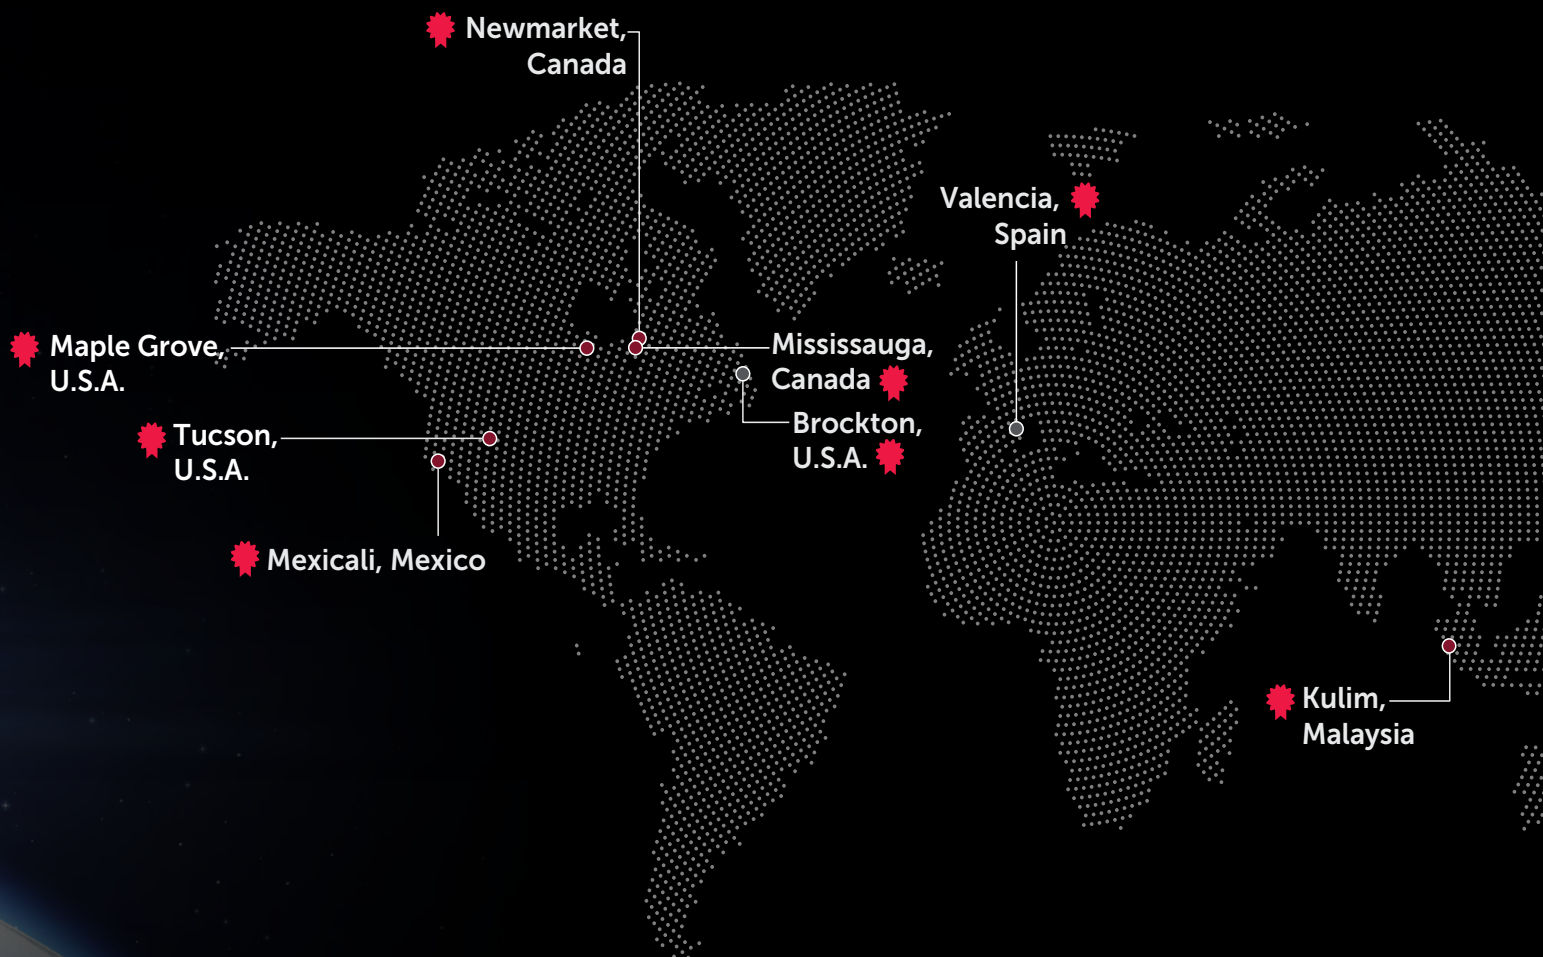 Newmarket,
Canada
Valencia,
Spain
Maple Grove,
U.S.A.
Mississauga,
Canada
Brockton,
U.S.A.
Tucson,
U.S.A.
Mexicali, Mexico
Kulim,
Malaysia